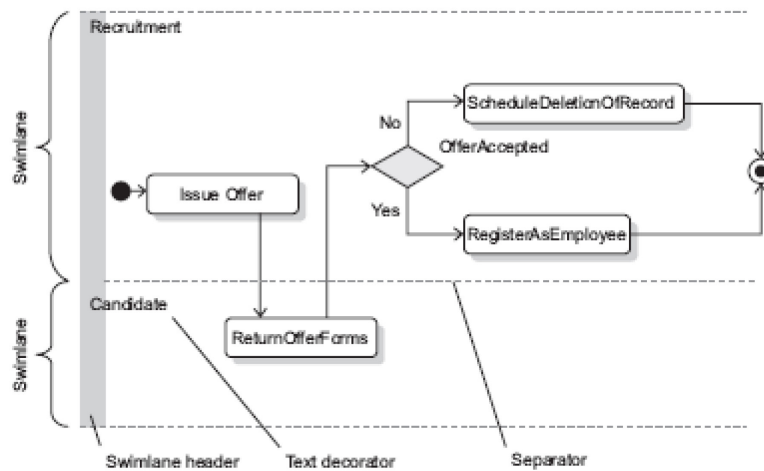 Recruitment
Swimlane
ScheduleDeletionOfRecord
No
OfferAccepted
Issue Offer
Yes
RegisterAsEmployee
Candidate
Swimlane
ReturnOfferForms
Swimlane header
Text decorator
Separator